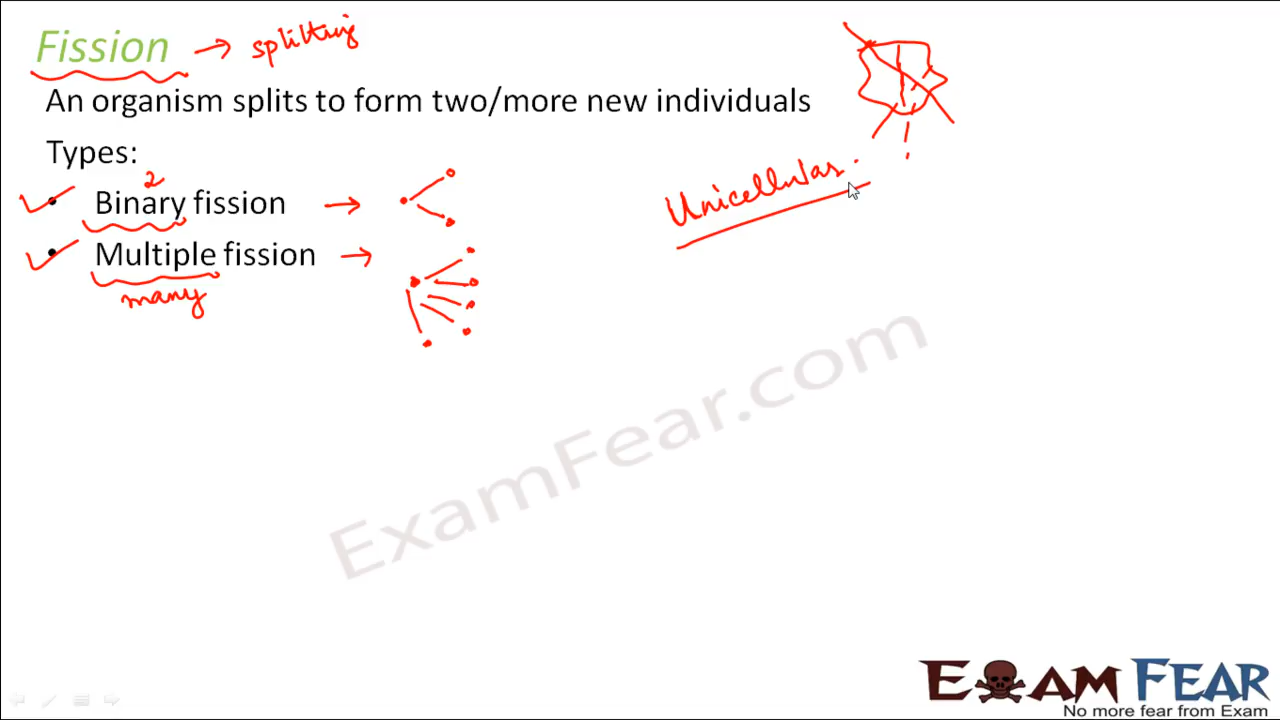 Fission → splitting
An organism splits to form two/more new individuals
Types:
2
• Binary fission →
Unicellular
• Multiple fission →
many
ExamFear.com
EXAM FEAR
No more fear from Exam